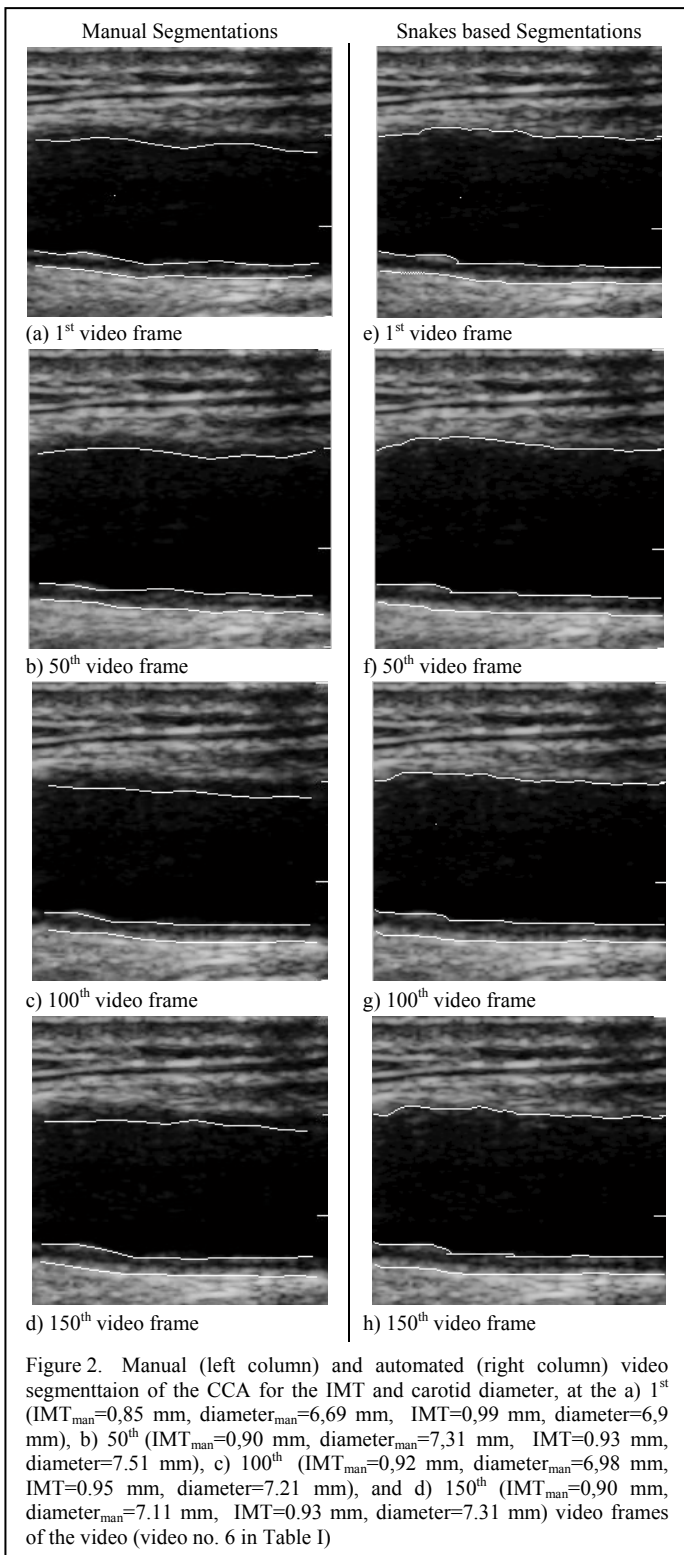 Manual Segmentations
Snakes based Segmentations
(a) 1st video frame
e) 1st video frame
b) 50th video frame
f) 50th video frame
c) 100th video frame
g) 100th video frame
d) 150th video frame
h) 150th video frame
Figure 2. Manual (left column) and automated (right column) video
segmenttaion of the CCA for the IMT and carotid diameter, at the a) 1st
(IMTman=0,85 mm, diameterman=6,69 mm, IMT=0,99 mm, diameter=6,9
mm), b) 50th (IMTman=0,90 mm, diameterman=7,31 mm, IMT=0.93 mm,
diameter=7.51 mm), c) 100th (IMTman=0,92 mm, diameterman=6,98 mm,
IMT=0.95 mm, diameter=7.21 mm), and d) 150th (IMTman=0,90 mm,
diameterman=7.11 mm, IMT=0.93 mm, diameter=7.31 mm) video frames
of the video (video no. 6 in Table I)